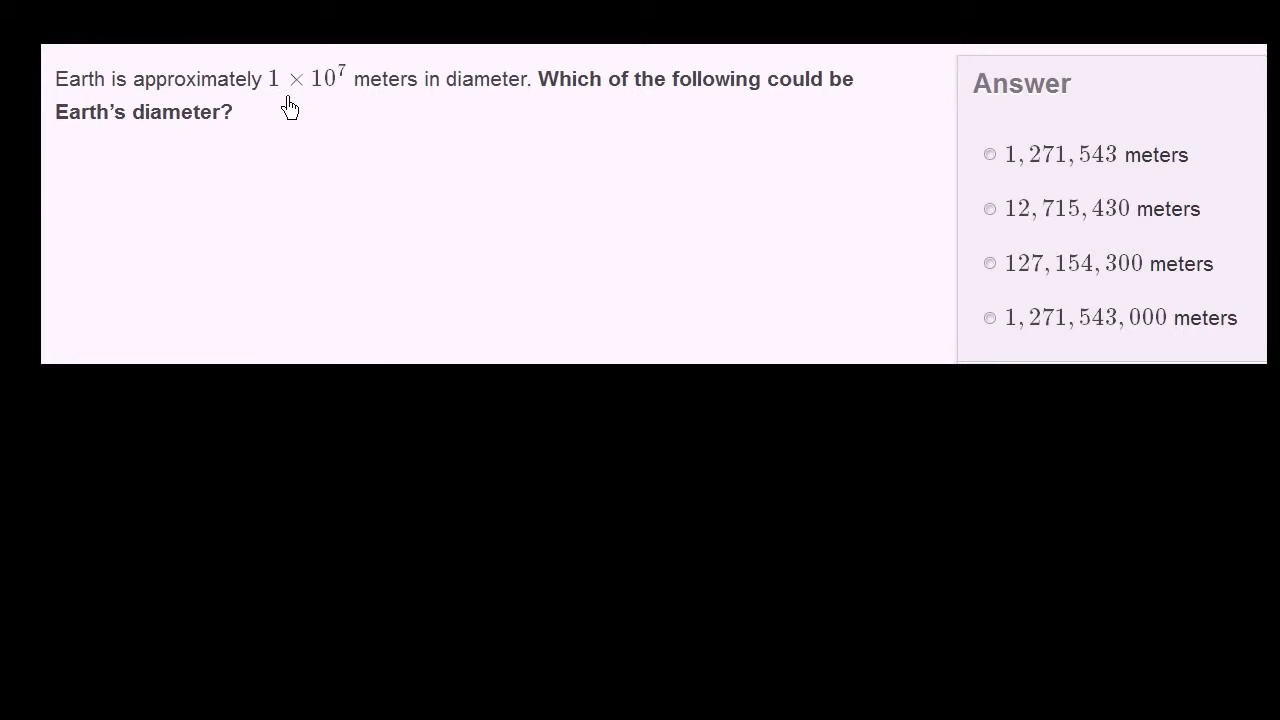 Earth is approximately 1 × 10⁷ meters in diameter. Which of the following could be
Earth's diameter?
Answer
1, 271, 543 meters
12, 715, 430 meters
127, 154, 300 meters
1, 271, 543, 000 meters